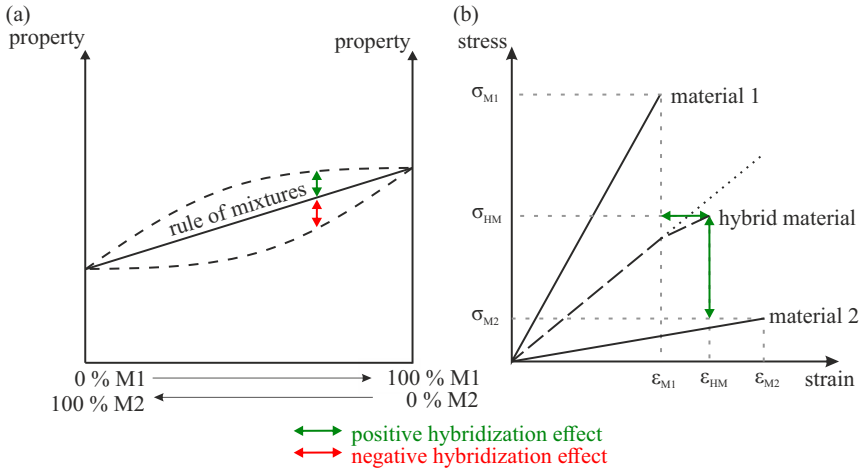 (a)
property
property
rule of mixtures
0 % M1
100 % M1
100 % M2
0 % M2
(b)
stress
σM1
material 1
σHM
hybrid material
σM2
material 2
εM1
εHM
εM2
strain
positive hybridization effect
negative hybridization effect